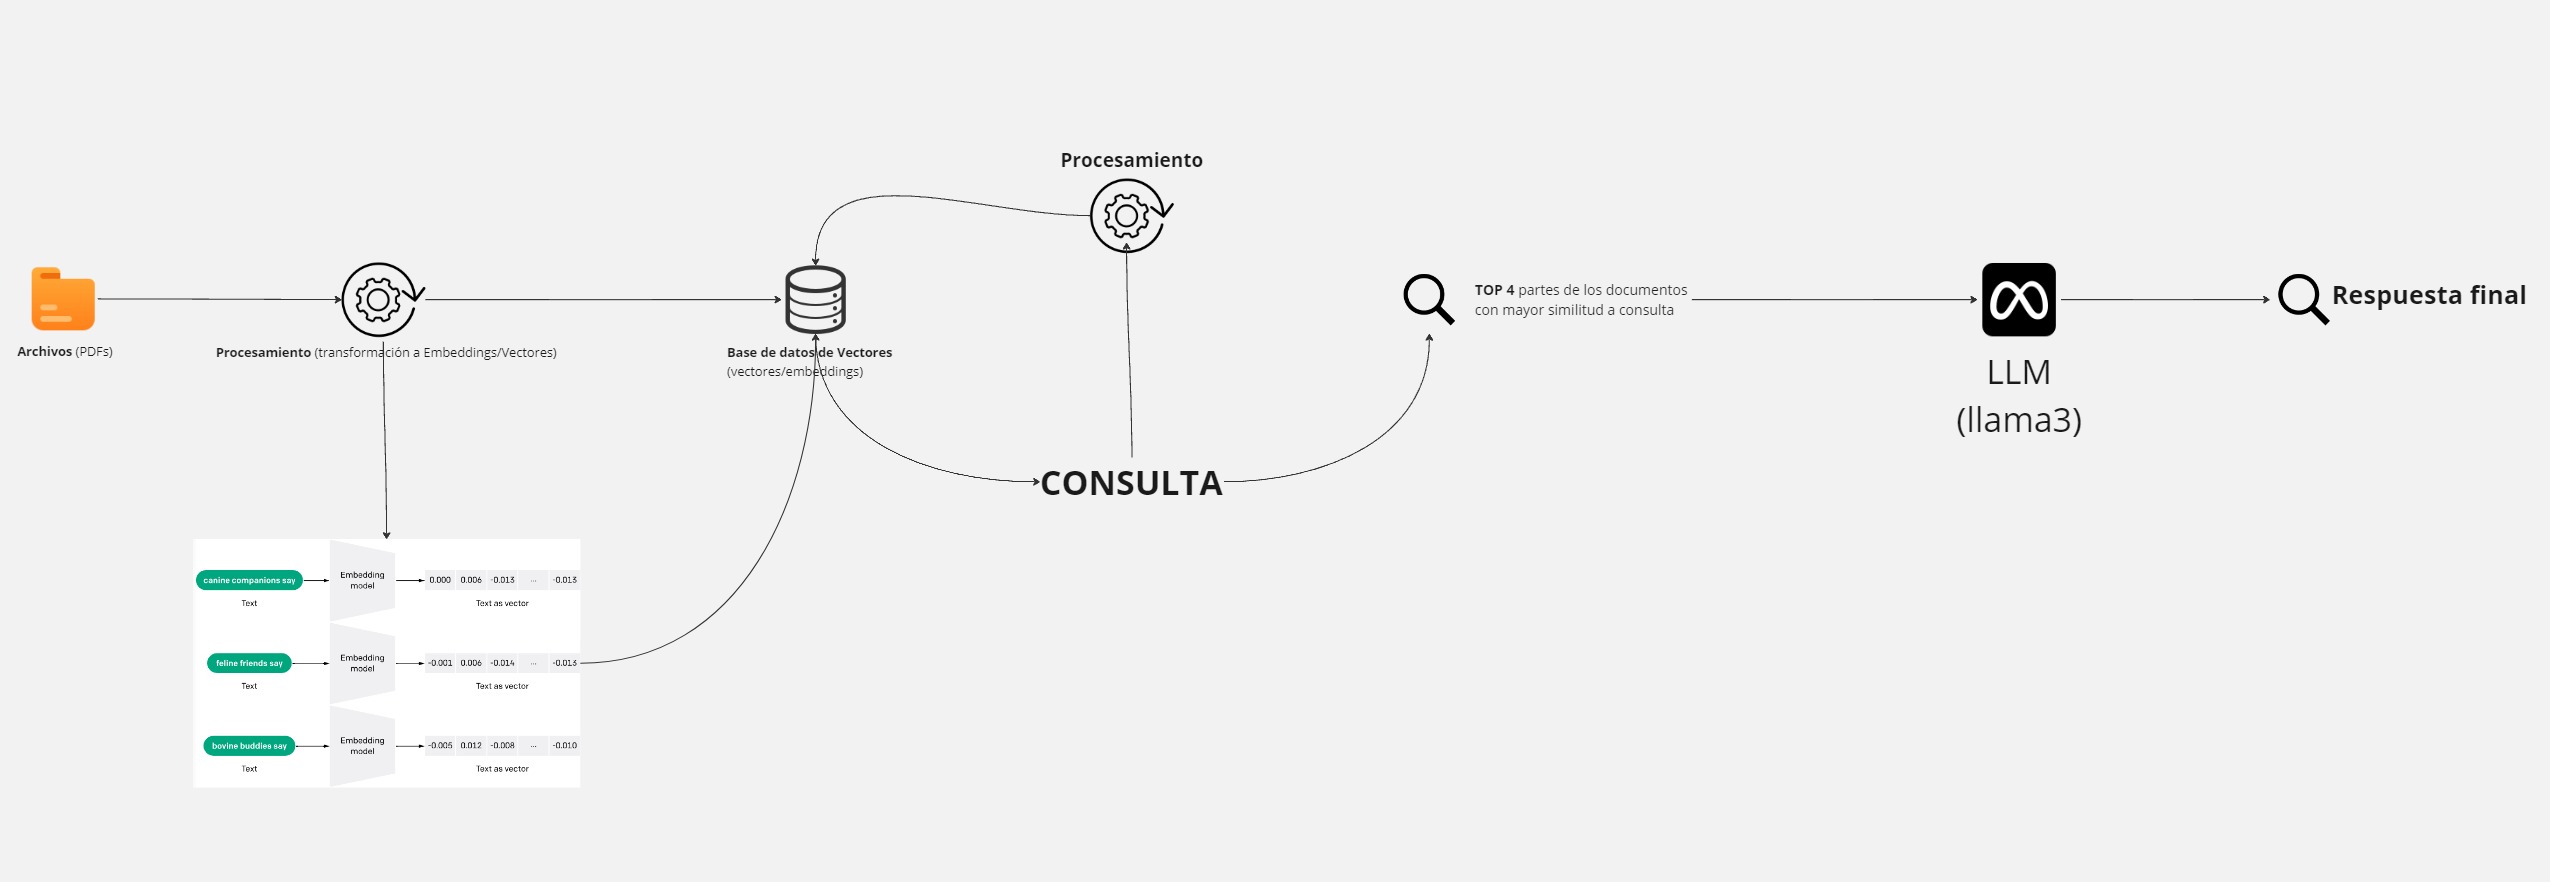 Procesamiento
Archivos (PDFs)
Procesamiento (transformación a Embeddings/Vectores)
Base de datos de Vectores
(vectores/embeddings)
CONSULTA
TOP 4 partes de los documentos
con mayor similitud a consulta
LLM
(llama3)
Respuesta final
canine companions say
Text
Embedding
model
0.000 0.006 -0.013 ... -0.013
Text as vector
feline friends say
Text
Embedding
model
-0.001 0.006 -0.014 ... -0.013
Text as vector
bovine buddies say
Text
Embedding
model
-0.005 0.012 -0.008 ... -0.010
Text as vector